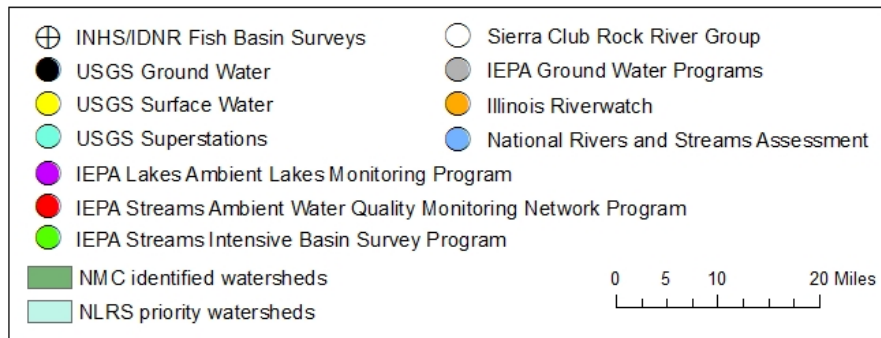 INHS/IDNR Fish Basin Surveys
USGS Ground Water
USGS Surface Water
USGS Superstations
IEPA Lakes Ambient Lakes Monitoring Program
IEPA Streams Ambient Water Quality Monitoring Network Program
IEPA Streams Intensive Basin Survey Program
Sierra Club Rock River Group
IEPA Ground Water Programs
Illinois Riverwatch
National Rivers and Streams Assessment
NMC identified watersheds
NLRS priority watersheds
0 5 10 20 Miles